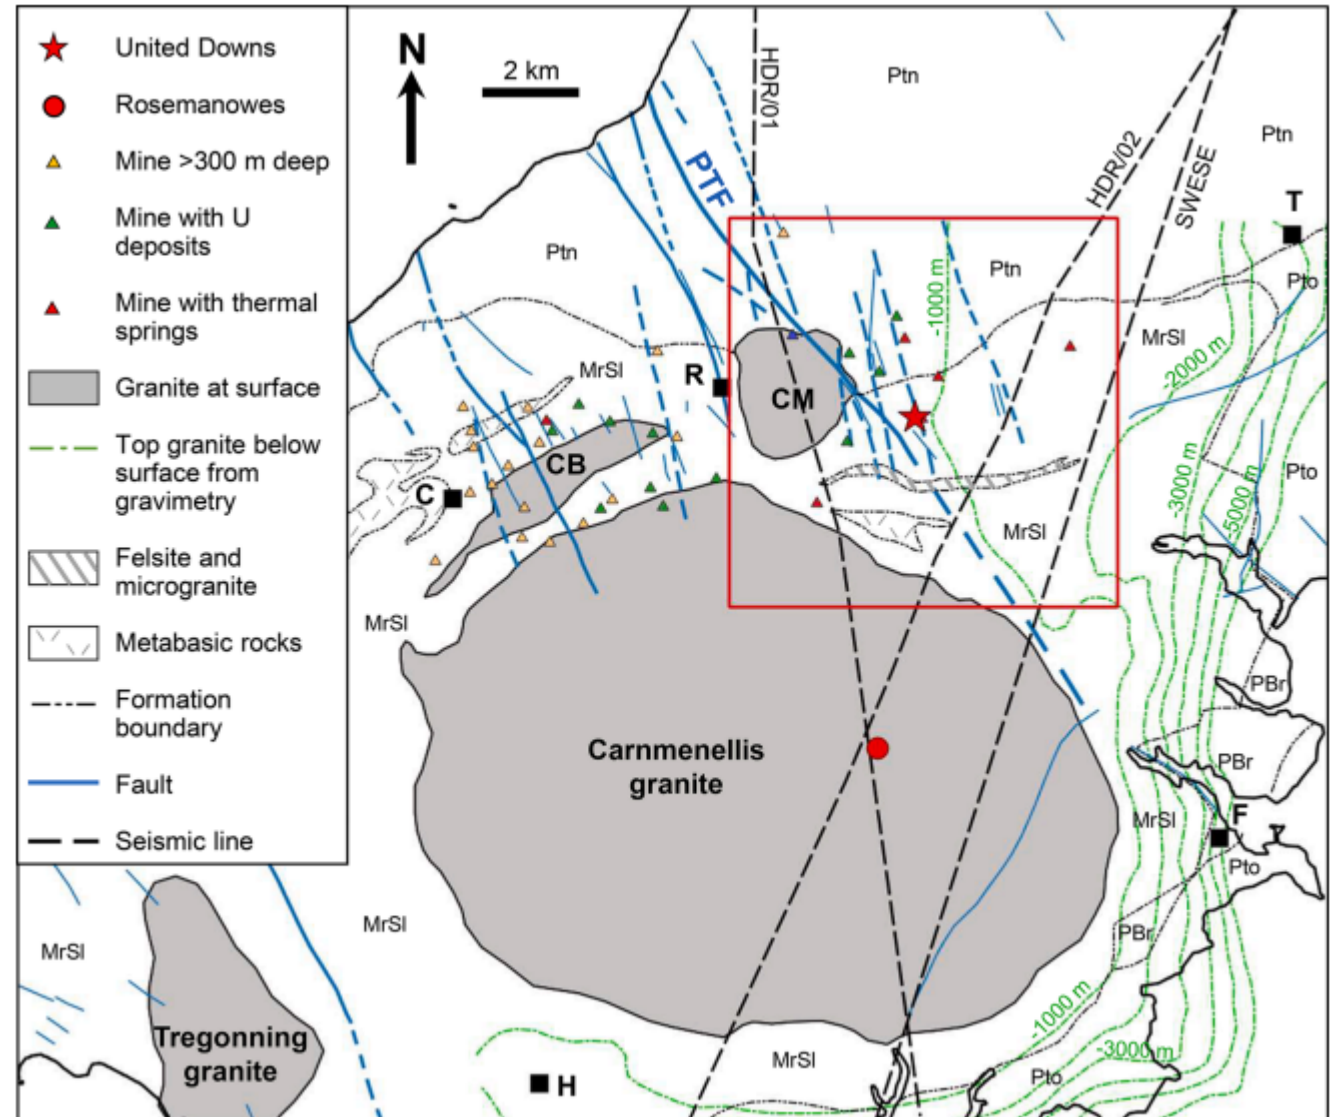 United Downs
Rosemanowes
Mine >300 m deep
Mine with U
deposits
Mine with thermal
springs
Granite at surface
Top granite below
surface from
gravimetry
Felsite and
microgranite
Metabasic rocks
Formation
boundary
Fault
Seismic line
N
2 km
HDR/01
Ptn
HDR/02
SWESE
Ptn
PTF
T
Ptn
Ptn
Pto
-1000 m
MrSl
-2000 m
MrSl
R
CM
CB
C
Pto
-3000 m
-5000 m
MrSl
MrSl
PBr
Carnmenellis
granite
PBr
MrSl
F
Pto
MrSl
MrSl
PBr
-1000 m
Tregonning
granite
MrSl
-3000 m
H
Pto